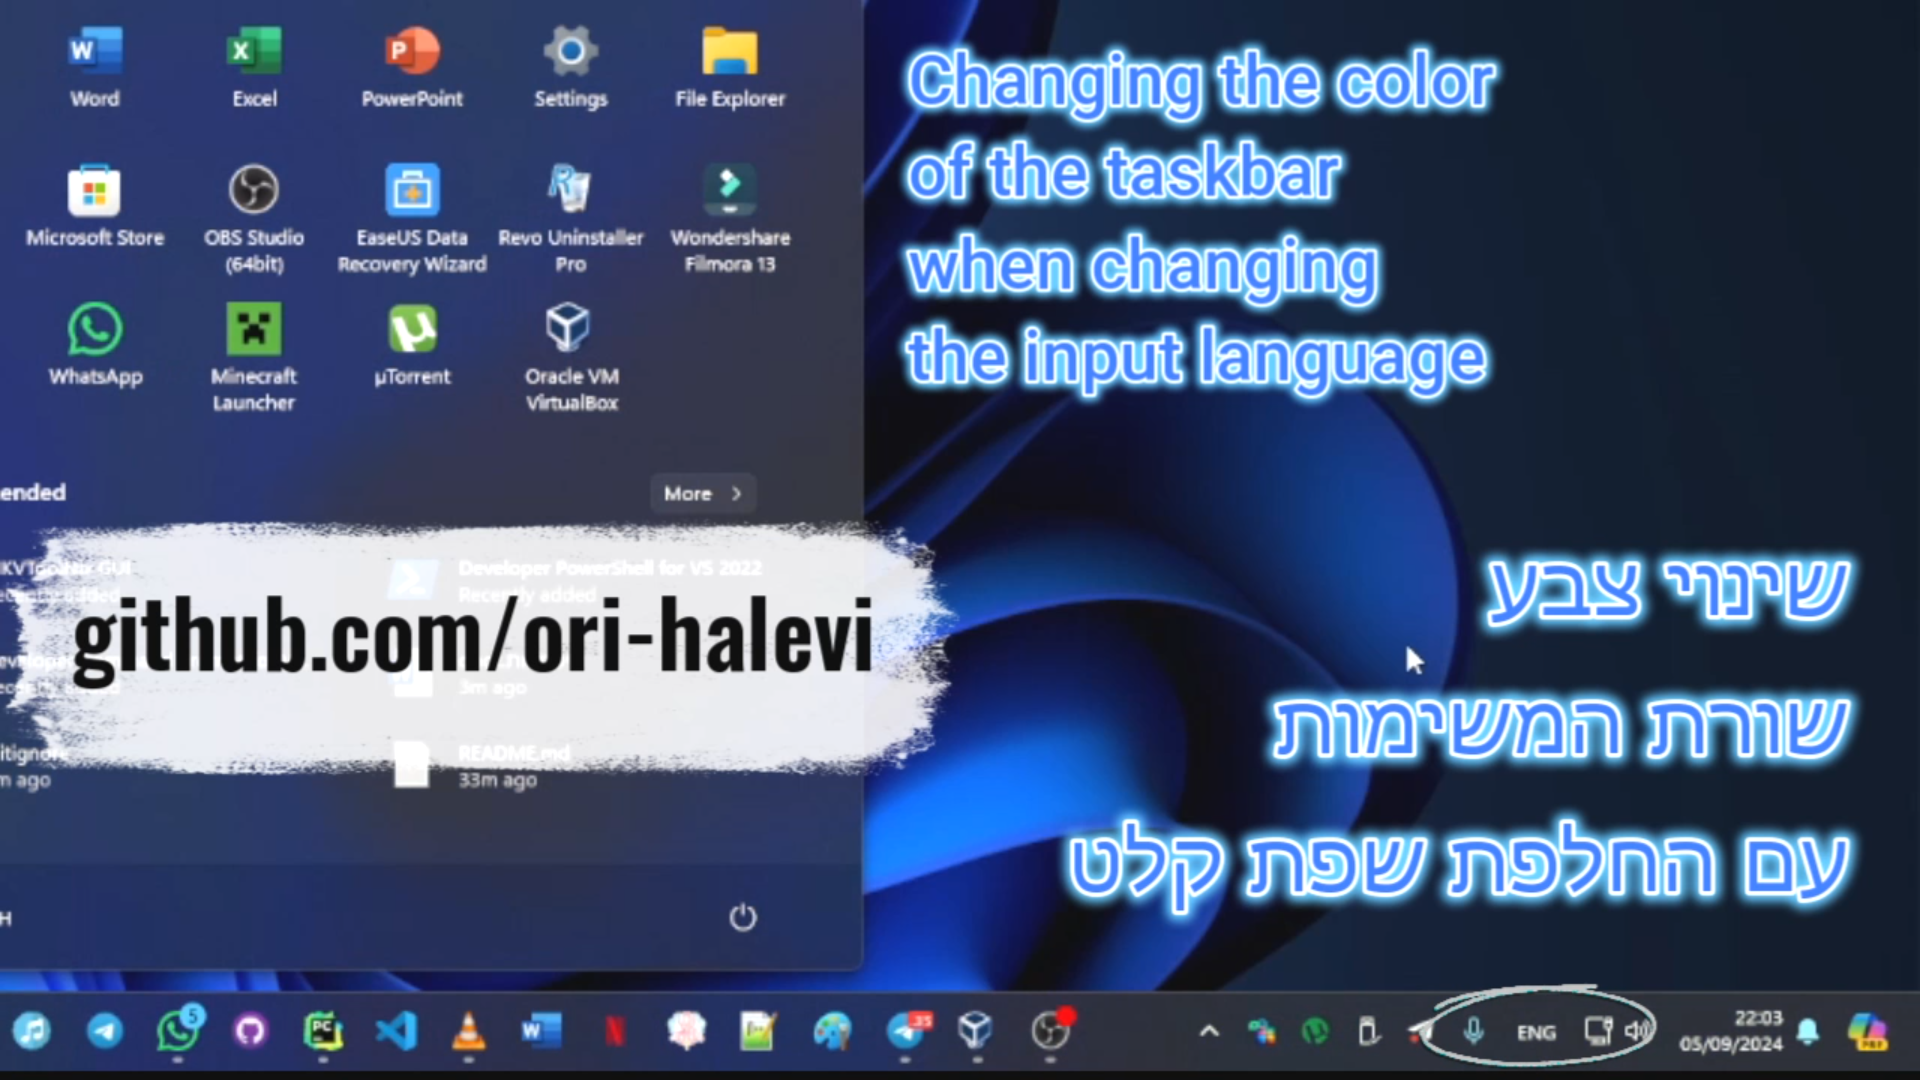 Word
Excel
PowerPoint
Settings
File Explorer
Microsoft Store
OBS Studio
(64bit)
EaseUS Data
Recovery Wizard
Revo Uninstaller
Pro
Wondershare
Filmora 13
WhatsApp
Minecraft
Launcher
µTorrent
Oracle VM
VirtualBox
ended
More
Developer PowerShell for VS 2022
Recently added
github.com/ori-halevi
3m ago
README.md
33m ago
m ago
H
Changing the color
of the taskbar
when changing
the input language
שינוי צבע
שורת המשימות
עם החלפת שפת קלט
5
ENG
22:03
05/09/2024